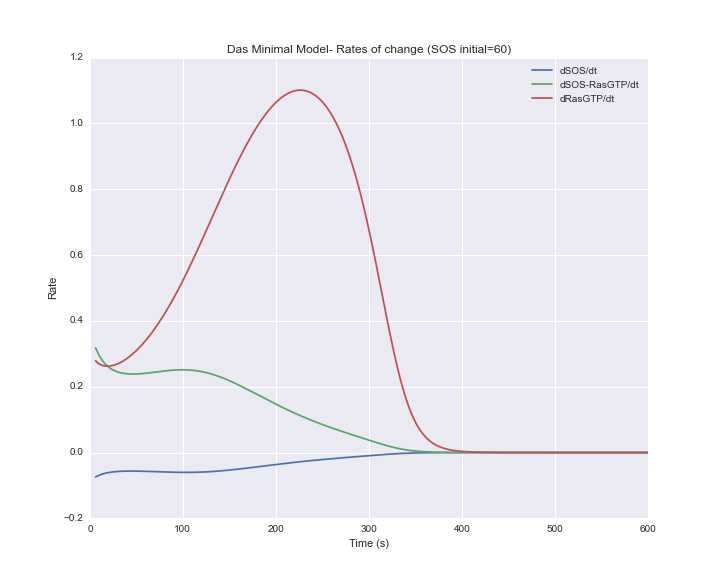 Das Minimal Model- Rates of change (SOS initial=60)
dSOS/dt
dSOS-RasGTP/dt
dRasGTP/dt
1.2
1.0
0.8
0.6
0.4
0.2
0.0
−0.2
Rate
0 100 200 300 400 500 600
Time (s)